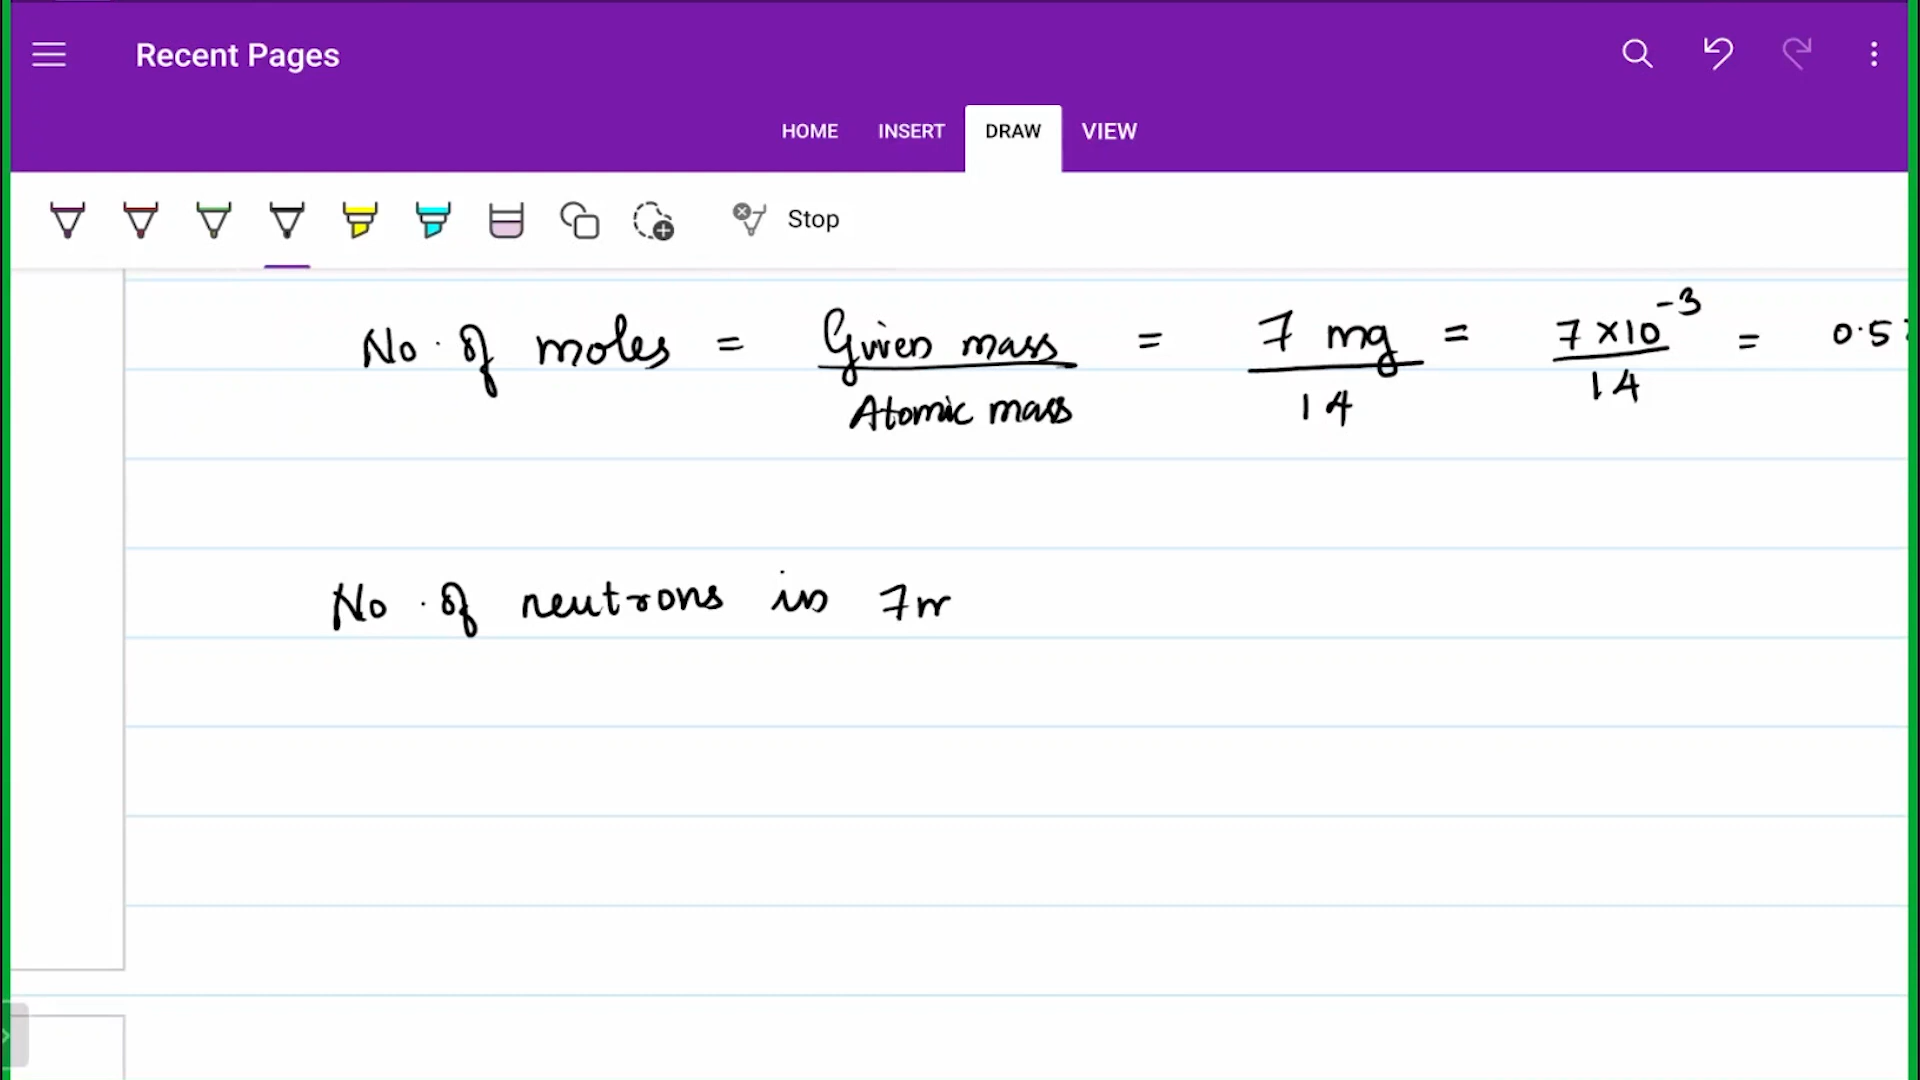 Recent Pages
HOME INSERT DRAW VIEW
Stop
No. of moles = Given mass / Atomic mass = 7 mg / 14 = 7 × 10⁻³ / 14 = 0.5
No. of neutrons in 7m